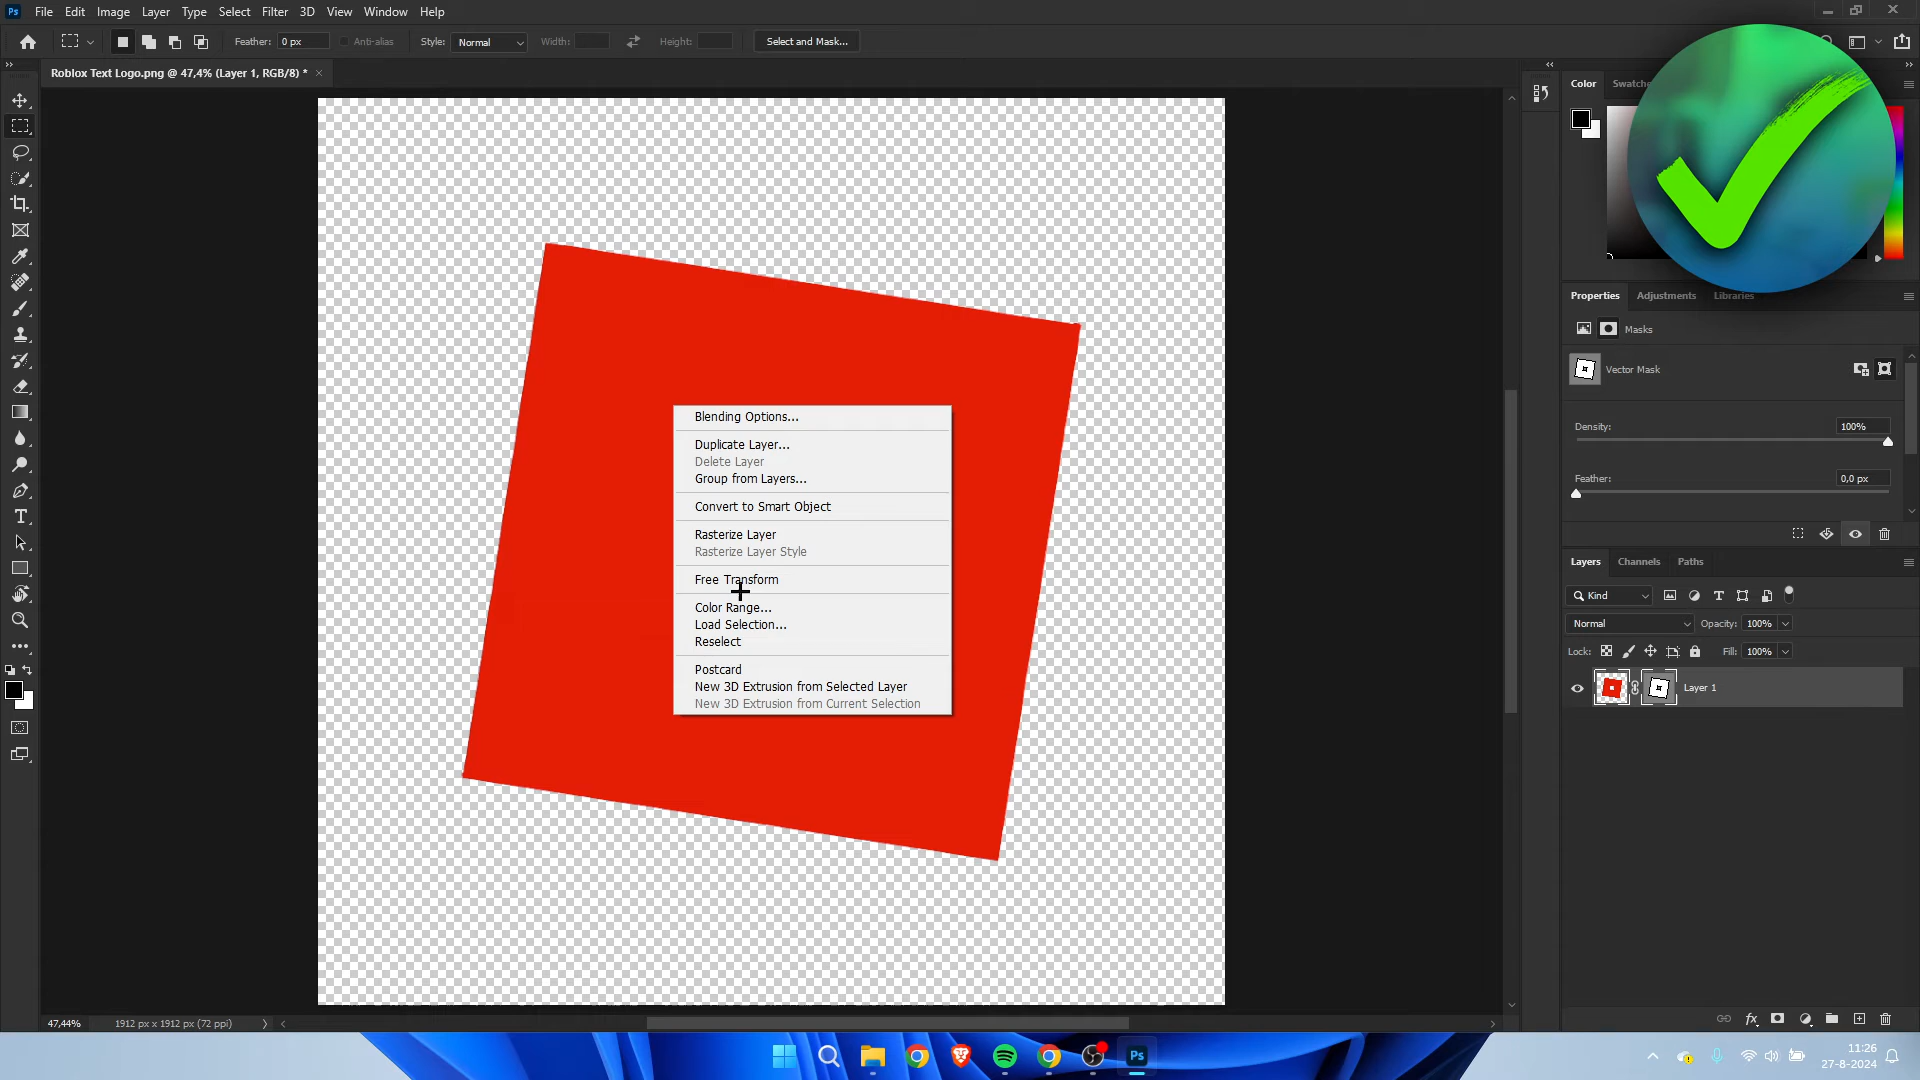 Ps File Edit Image Layer Type Select Filter 3D View Window Help
Feather: 0 px Anti-alias Style: Normal Width: Height: Select and Mask...
Roblox Text Logo.png @ 47,4% (Layer 1, RGB/8) *
Color
Properties Adjustments Libraries
Masks
Vector Mask
Density: 100%
Feather: 0,0 px
Blending Options...
Duplicate Layer...
Delete Layer
Group from Layers...
Convert to Smart Object
Rasterize Layer
Rasterize Layer Style
Free Transform
Color Range...
Load Selection...
Reselect
Postcard
New 3D Extrusion from Selected Layer
New 3D Extrusion from Current Selection
Layers Channels Paths
Kind
Normal Opacity: 100%
Lock: Fill: 100%
Layer 1
fx
47,44% 1912 px x 1912 px (72 ppi)
Ps
11:26
27-8-2024